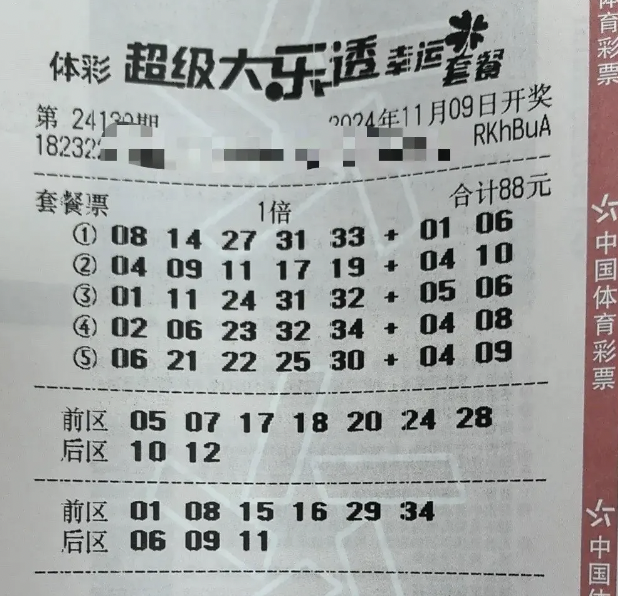 体彩 超级大乐透 幸运套餐
第 24130期 2024年11月09日开奖
182322 RKhBuA
套餐票 1倍 合计88元
① 08 14 27 31 33 + 01 06
② 04 09 11 17 19 + 04 10
③ 01 11 24 31 32 + 05 06
④ 02 06 23 32 34 + 04 08
⑤ 06 21 22 25 30 + 04 09
前区 05 07 17 18 20 24 28
后区 10 12
前区 01 08 15 16 29 34
后区 06 09 11
体育彩票
中国体育彩票
中国体